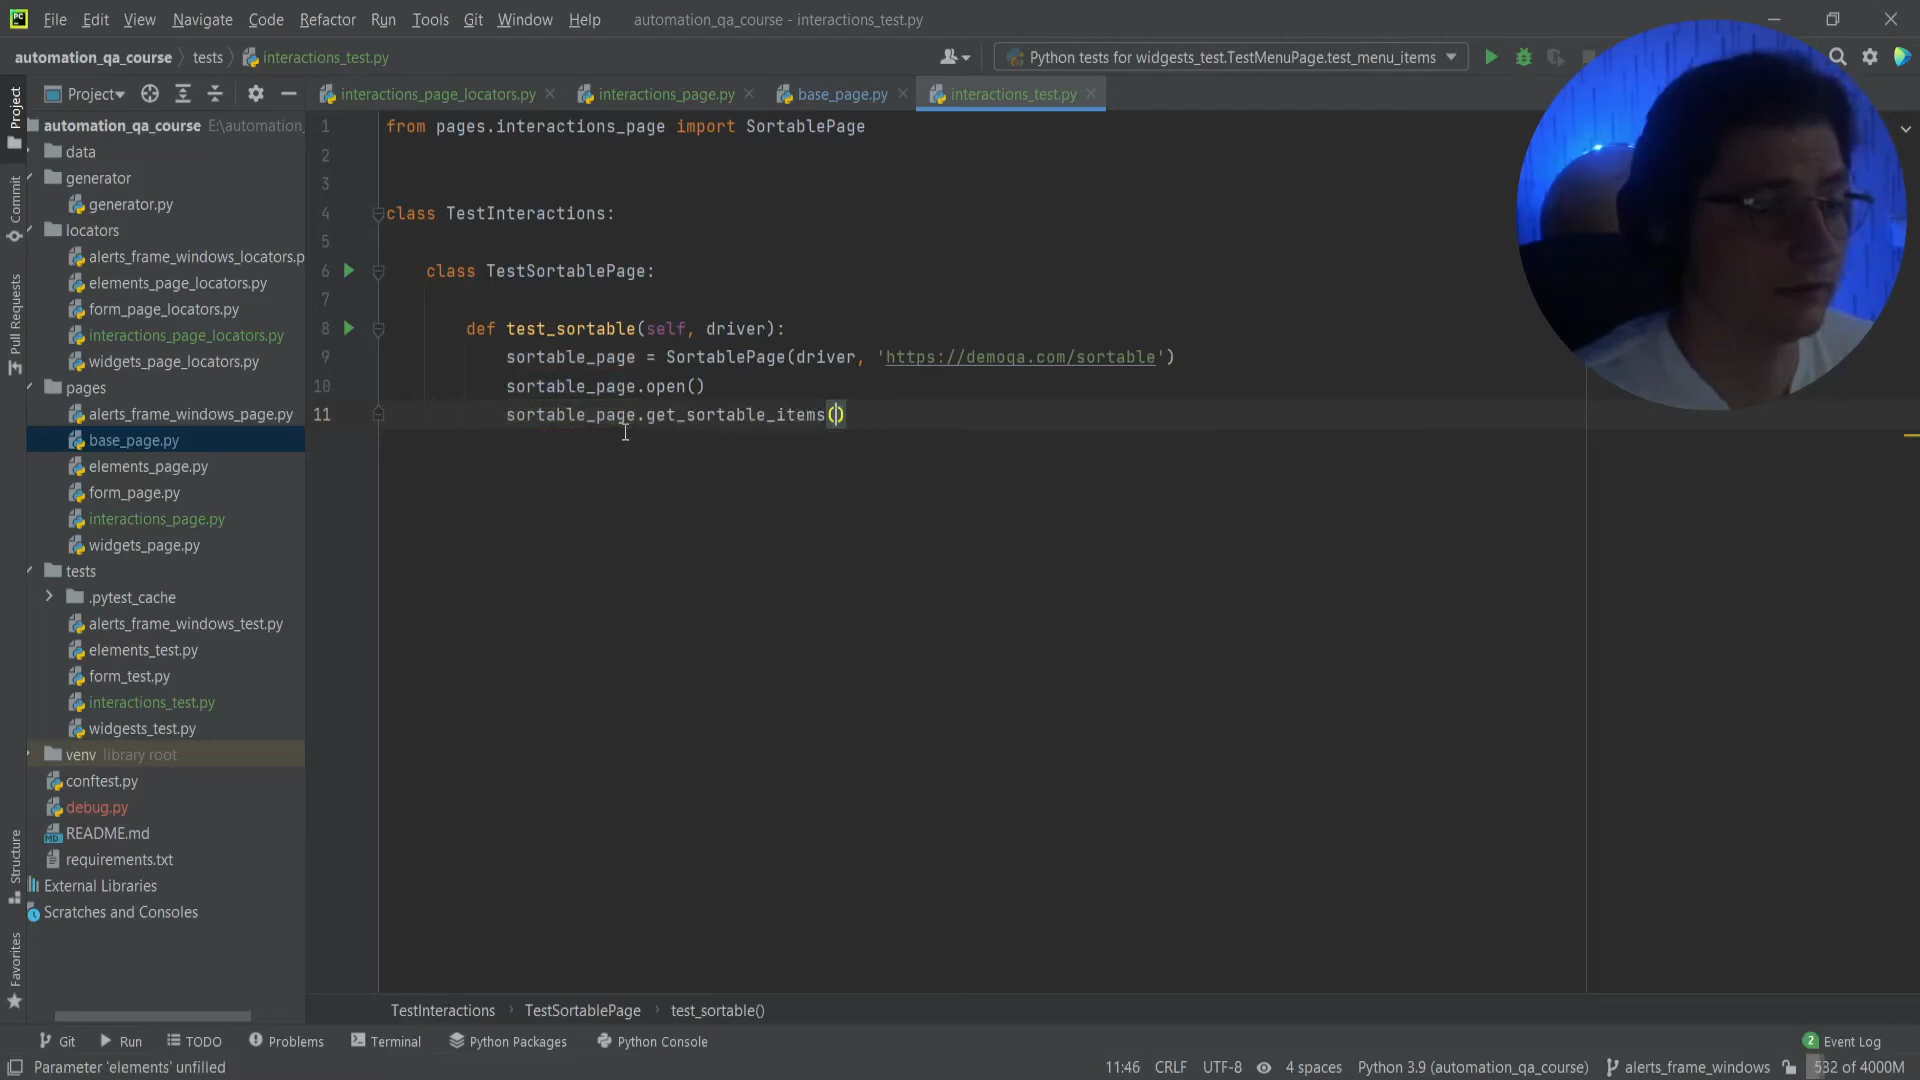 File Edit View Navigate Code Refactor Run Tools Git Window Help automation_qa_course - interactions_test.py
automation_qa_course tests interactions_test.py Python tests for widgests_test.TestMenuPage.test_menu_items
Project interactions_page_locators.py interactions_page.py base_page.py interactions_test.py
Project
Commit
Pull Requests
Structure
Favorites
automation_qa_course E:\automation_
data
generator
generator.py
locators
alerts_frame_windows_locators.p
elements_page_locators.py
form_page_locators.py
interactions_page_locators.py
widgets_page_locators.py
pages
alerts_frame_windows_page.py
base_page.py
elements_page.py
form_page.py
interactions_page.py
widgets_page.py
tests
.pytest_cache
alerts_frame_windows_test.py
elements_test.py
form_test.py
interactions_test.py
widgests_test.py
venv library root
conftest.py
debug.py
README.md
requirements.txt
External Libraries
Scratches and Consoles
1 from pages.interactions_page import SortablePage
2
3
4 class TestInteractions:
5
6 class TestSortablePage:
7
8 def test_sortable(self, driver):
9 sortable_page = SortablePage(driver, 'https://demoqa.com/sortable')
10 sortable_page.open()
11 sortable_page.get_sortable_items()
TestInteractions TestSortablePage test_sortable()
Git Run TODO Problems Terminal Python Packages Python Console 2 Event Log
Parameter 'elements' unfilled 11:46 CRLF UTF-8 4 spaces Python 3.9 (automation_qa_course) alerts_frame_windows 532 of 4000M